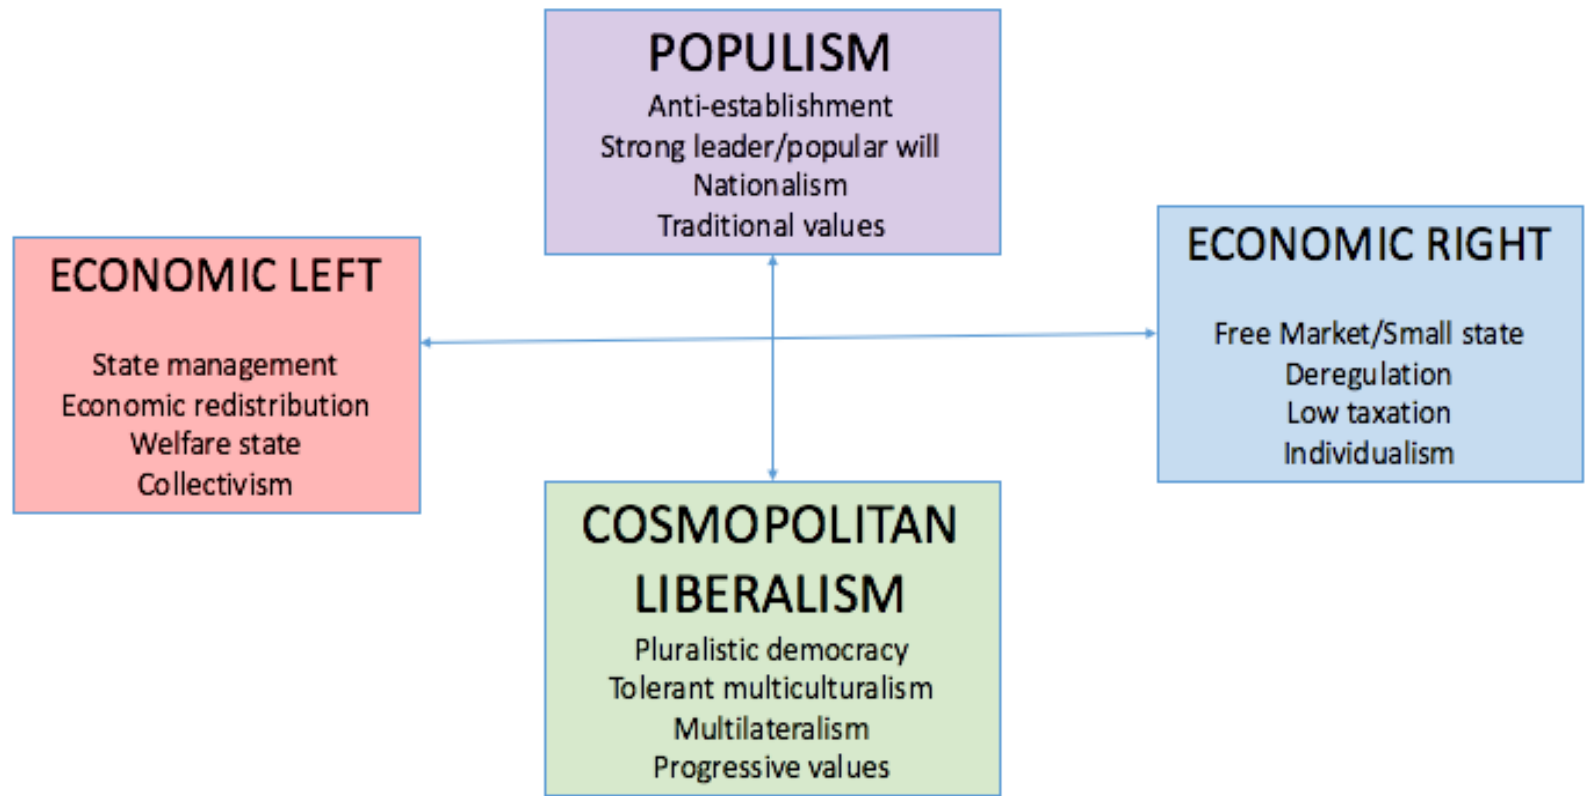 POPULISM
Anti-establishment
Strong leader/popular will
Nationalism
Traditional values
ECONOMIC LEFT
State management
Economic redistribution
Welfare state
Collectivism
ECONOMIC RIGHT
Free Market/Small state
Deregulation
Low taxation
Individualism
COSMOPOLITAN
LIBERALISM
Pluralistic democracy
Tolerant multiculturalism
Multilateralism
Progressive values